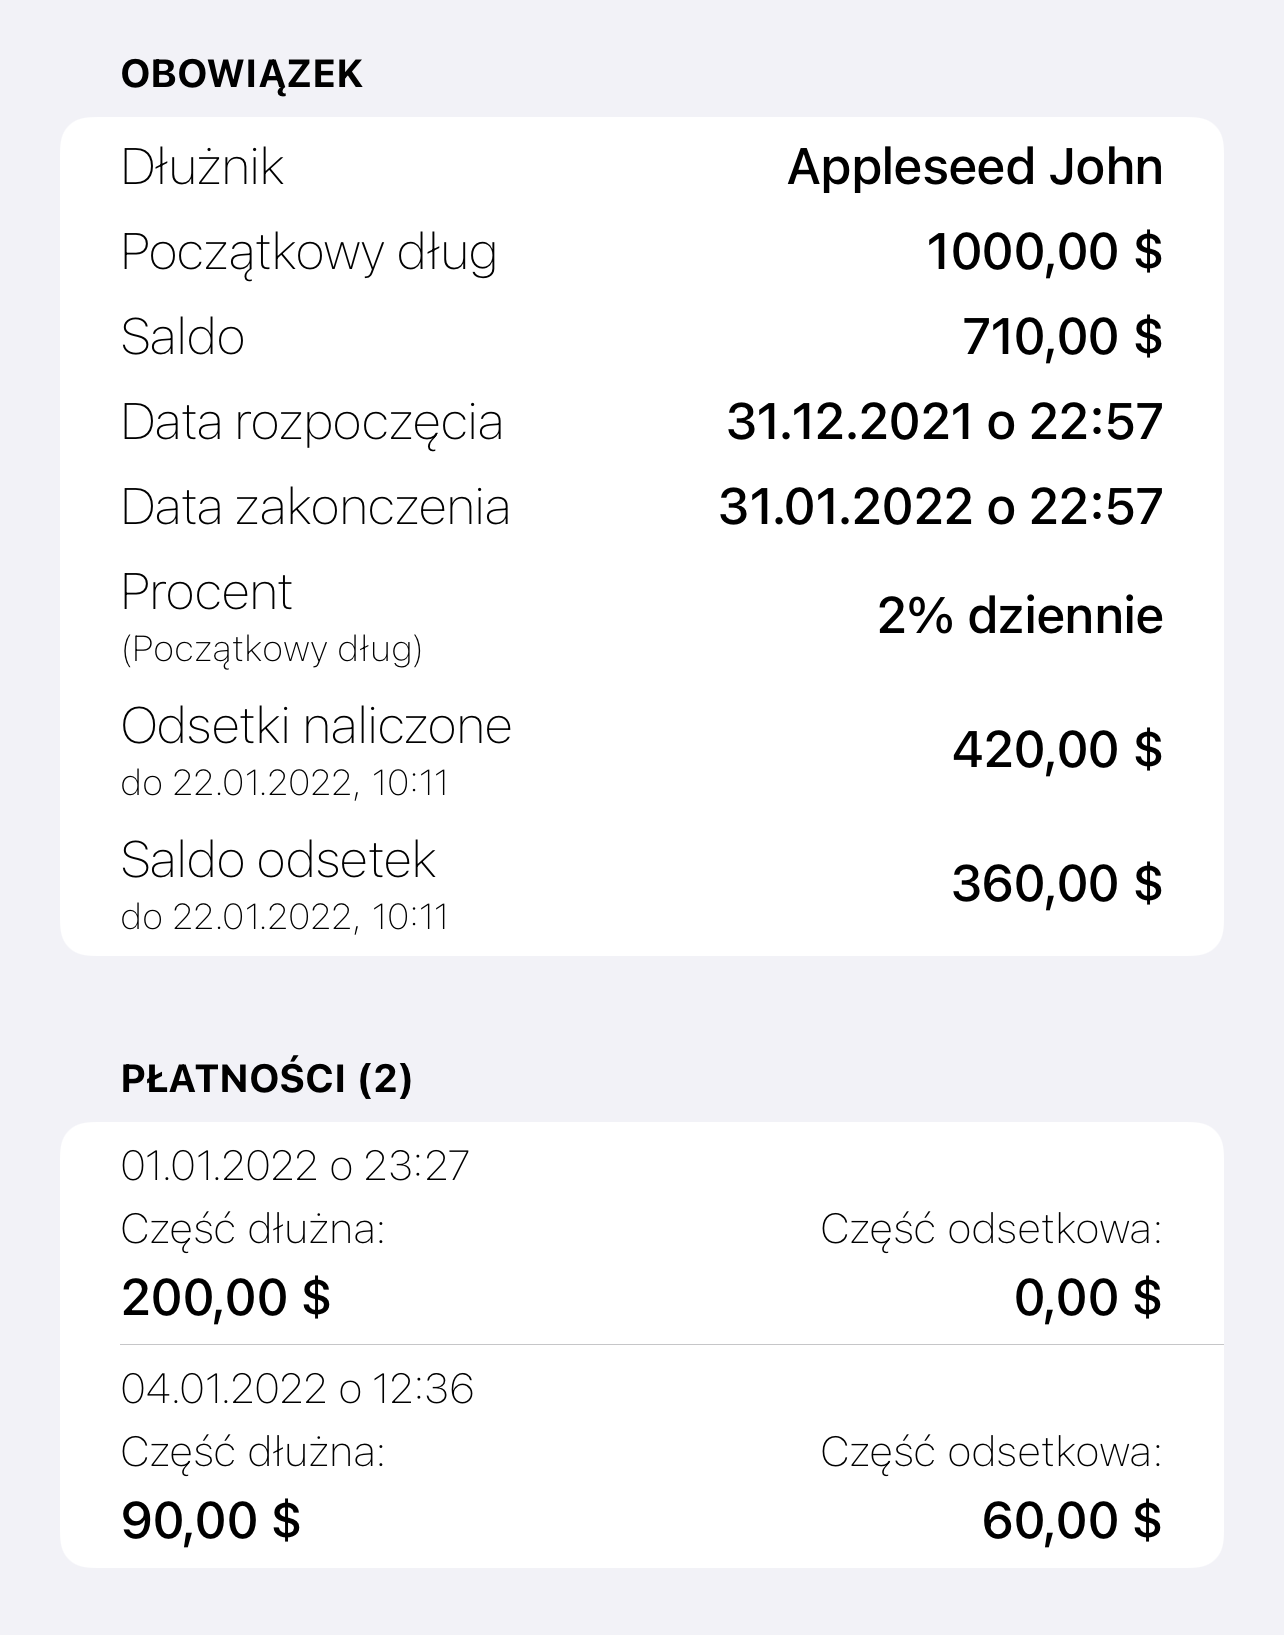 OBOWIĄZEK
Dłużnik Appleseed John
Początkowy dług 1000,00 $
Saldo 710,00 $
Data rozpoczęcia 31.12.2021 o 22:57
Data zakonczenia 31.01.2022 o 22:57
Procent
(Początkowy dług)
2% dziennie
Odsetki naliczone
do 22.01.2022, 10:11
420,00 $
Saldo odsetek
do 22.01.2022, 10:11
360,00 $
PŁATNOŚCI (2)
01.01.2022 o 23:27
Część dłużna: Część odsetkowa:
200,00 $ 0,00 $
04.01.2022 o 12:36
Część dłużna: Część odsetkowa:
90,00 $ 60,00 $